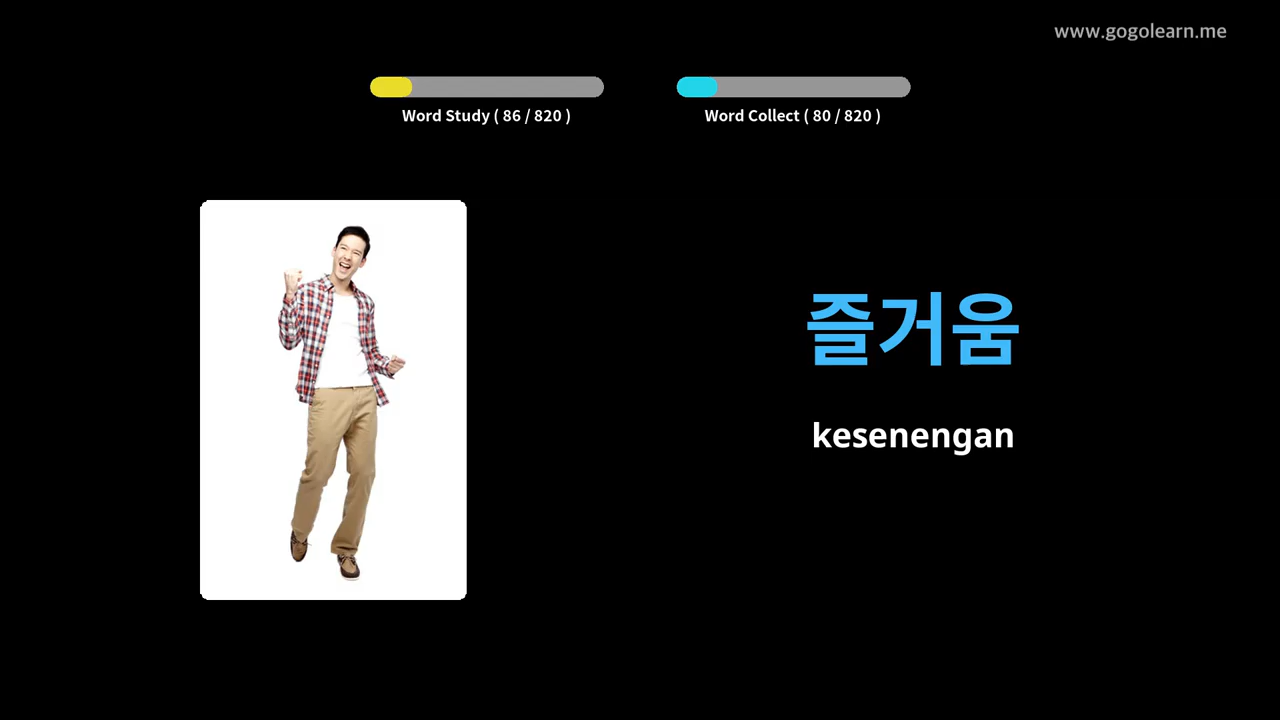 www.gogolearn.me
Word Study ( 86 / 820 )
Word Collect ( 80 / 820 )
즐거움
kesenengan